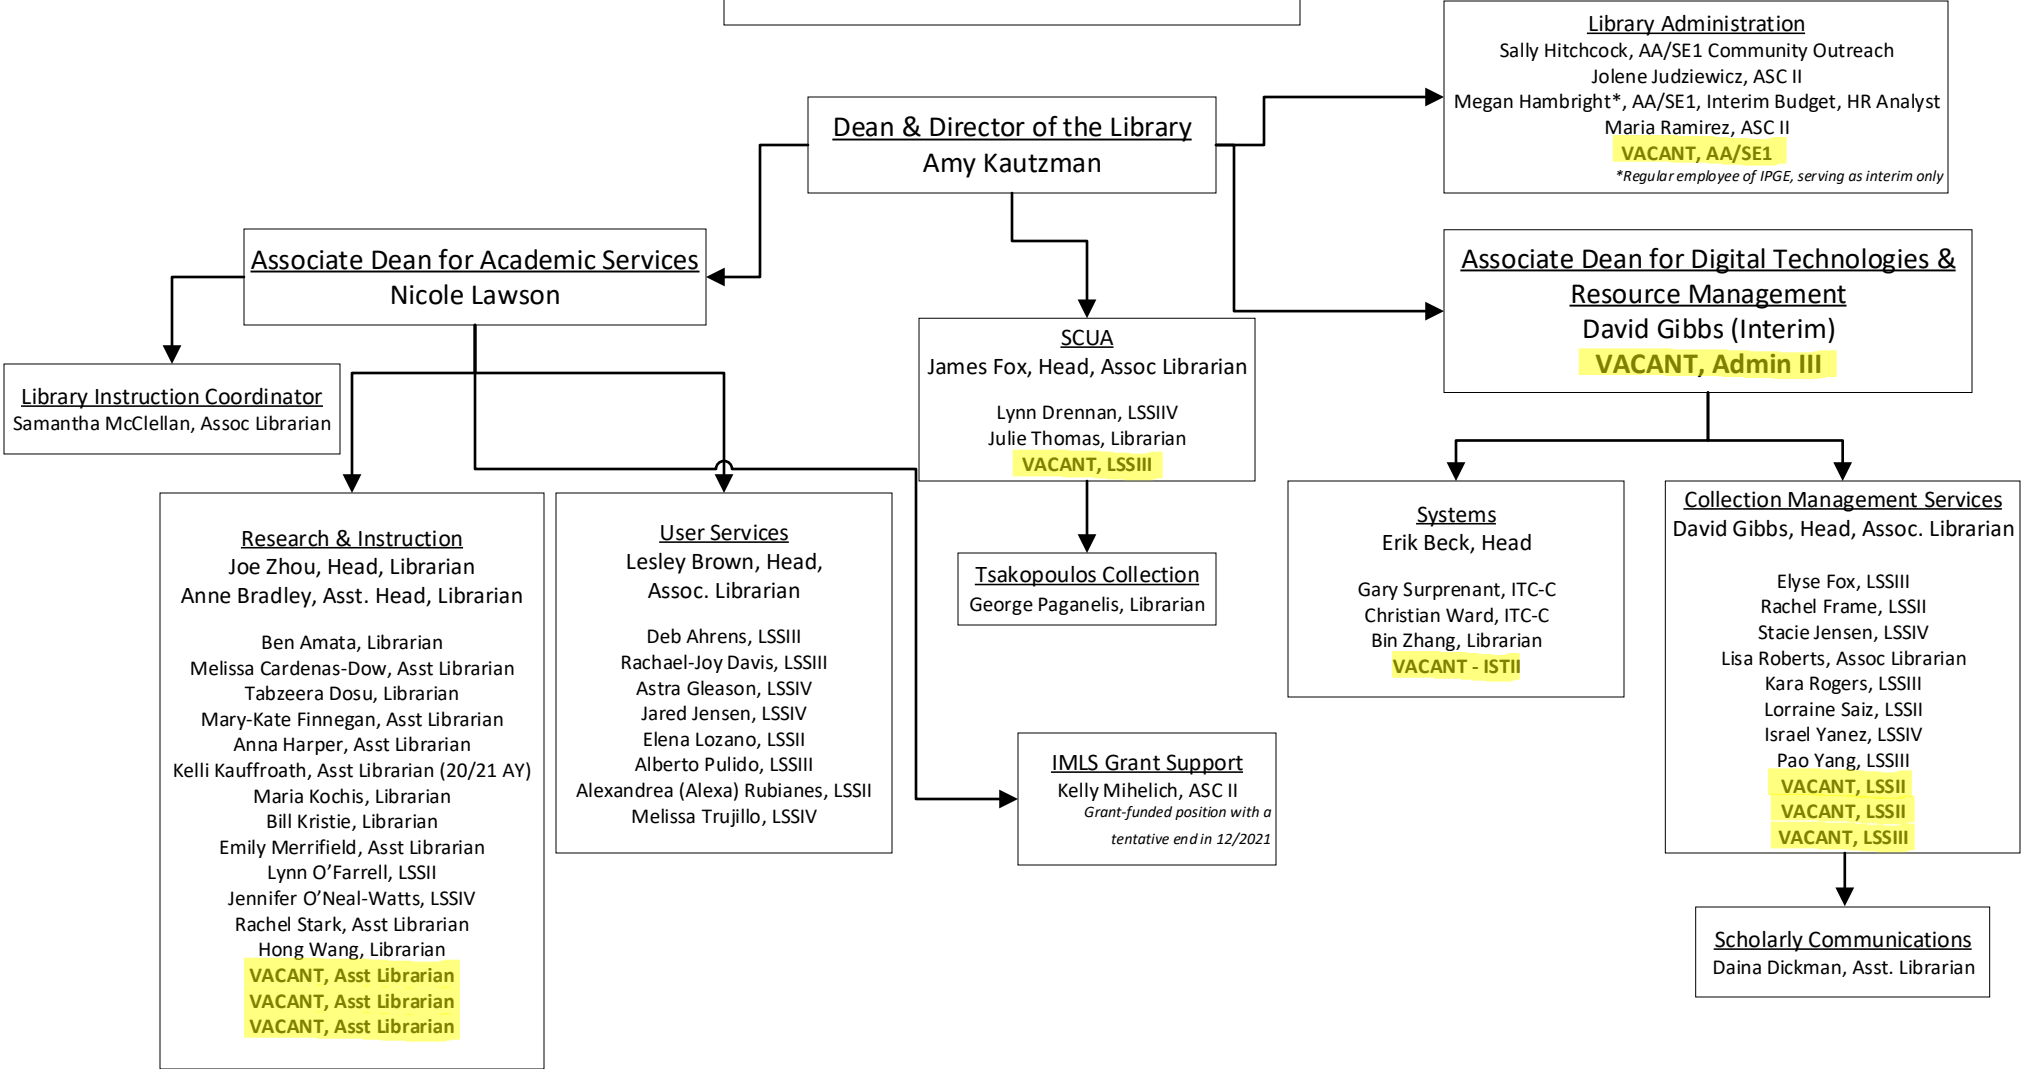 Library Administration
Sally Hitchcock, AA/SE1 Community Outreach
Jolene Judziewicz, ASC II
Megan Hambright*, AA/SE1, Interim Budget, HR Analyst
Maria Ramirez, ASC II
VACANT, AA/SE1
*Regular employee of IPGE, serving as interim only
Dean & Director of the Library
Amy Kautzman
Associate Dean for Academic Services
Nicole Lawson
Associate Dean for Digital Technologies &
Resource Management
David Gibbs (Interim)
VACANT, Admin III
SCUA
James Fox, Head, Assoc Librarian
Lynn Drennan, LSSIIV
Julie Thomas, Librarian
VACANT, LSSIII
Library Instruction Coordinator
Samantha McClellan, Assoc Librarian
Research & Instruction
Joe Zhou, Head, Librarian
Anne Bradley, Asst. Head, Librarian
Ben Amata, Librarian
Melissa Cardenas-Dow, Asst Librarian
Tabzeera Dosu, Librarian
Mary-Kate Finnegan, Asst Librarian
Anna Harper, Asst Librarian
Kelli Kauffroath, Asst Librarian (20/21 AY)
Maria Kochis, Librarian
Bill Kristie, Librarian
Emily Merrifield, Asst Librarian
Lynn O’Farrell, LSSII
Jennifer O’Neal-Watts, LSSIV
Rachel Stark, Asst Librarian
Hong Wang, Librarian
VACANT, Asst Librarian
VACANT, Asst Librarian
VACANT, Asst Librarian
User Services
Lesley Brown, Head,
Assoc. Librarian
Deb Ahrens, LSSIII
Rachael-Joy Davis, LSSIII
Astra Gleason, LSSIV
Jared Jensen, LSSIV
Elena Lozano, LSSII
Alberto Pulido, LSSIII
Alexandrea (Alexa) Rubianes, LSSII
Melissa Trujillo, LSSIV
Tsakopoulos Collection
George Paganelis, Librarian
IMLS Grant Support
Kelly Mihelich, ASC II
Grant-funded position with a
tentative end in 12/2021
Systems
Erik Beck, Head
Gary Surprenant, ITC-C
Christian Ward, ITC-C
Bin Zhang, Librarian
VACANT - ISTII
Collection Management Services
David Gibbs, Head, Assoc. Librarian
Elyse Fox, LSSIII
Rachel Frame, LSSII
Stacie Jensen, LSSIV
Lisa Roberts, Assoc Librarian
Kara Rogers, LSSIII
Lorraine Saiz, LSSII
Israel Yanez, LSSIV
Pao Yang, LSSIII
VACANT, LSSII
VACANT, LSSII
VACANT, LSSIII
Scholarly Communications
Daina Dickman, Asst. Librarian